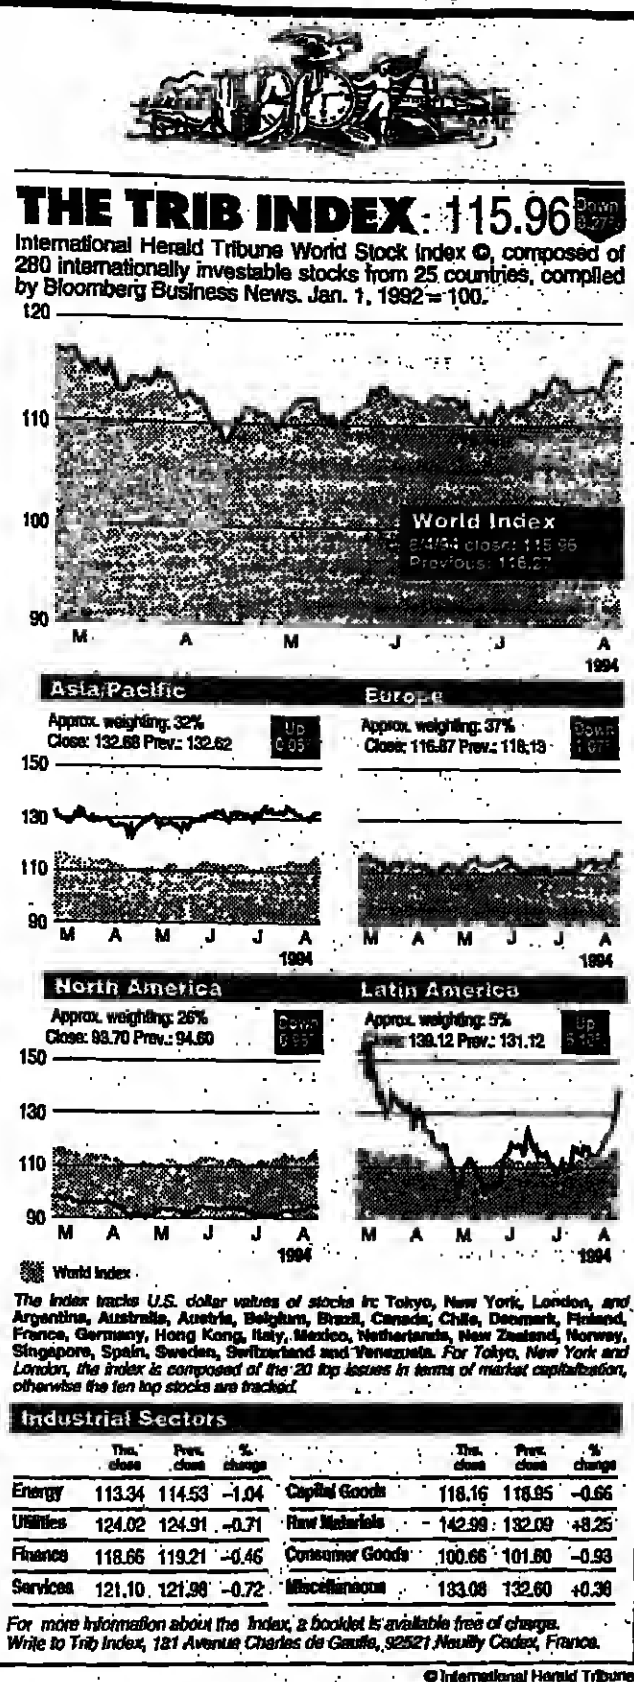 THE TRIB INDEX: 115.96 Down
International Herald Tribune World Stock Index ©, composed of
280 internationally investable stocks from 25 countries, compiled
by Bloomberg Business News. Jan. 1, 1992 = 100.
120
110
100
90
World Index
8/4/94 close: 115.96
Previous: 116.27
M A M J J A
1994
Asia/Pacific
Approx. weighting: 32%
Close: 132.68 Prev.: 132.62
Up
150
130
110
90
M A M J J A
1994
Europe
Approx. weighting: 37%
Close: 116.87 Prev.: 118.13
Down
M A M J J A
1994
North America
Approx. weighting: 26%
Close: 93.70 Prev.: 94.60
Down
150
130
110
90
M A M J J A
1994
Latin America
Approx. weighting: 5%
Close: 139.12 Prev.: 131.12
Up
M A M J J A
1994
World Index
The index tracks U.S. dollar values of stocks in: Tokyo, New York, London, and
Argentina, Australia, Austria, Belgium, Brazil, Canada, Chile, Denmark, Finland,
France, Germany, Hong Kong, Italy, Mexico, Netherlands, New Zealand, Norway,
Singapore, Spain, Sweden, Switzerland and Venezuela. For Tokyo, New York and
London, the index is composed of the 20 top issues in terms of market capitalization,
otherwise the ten top stocks are tracked.
Industrial Sectors
Thu. close Prev. close % change Thu. close Prev. close % change
Energy 113.34 114.53 -1.04 Capital Goods 118.16 118.95 -0.66
Utilities 124.02 124.91 -0.71 Raw Materials 142.99 132.09 +8.25
Finance 118.66 119.21 -0.46 Consumer Goods 100.66 101.60 -0.93
Services 121.10 121.98 -0.72 Miscellaneous 133.08 132.60 +0.36
For more information about the Index, a booklet is available free of charge.
Write to Trib Index, 181 Avenue Charles de Gaulle, 92521 Neuilly Cedex, France.
© International Herald Tribune